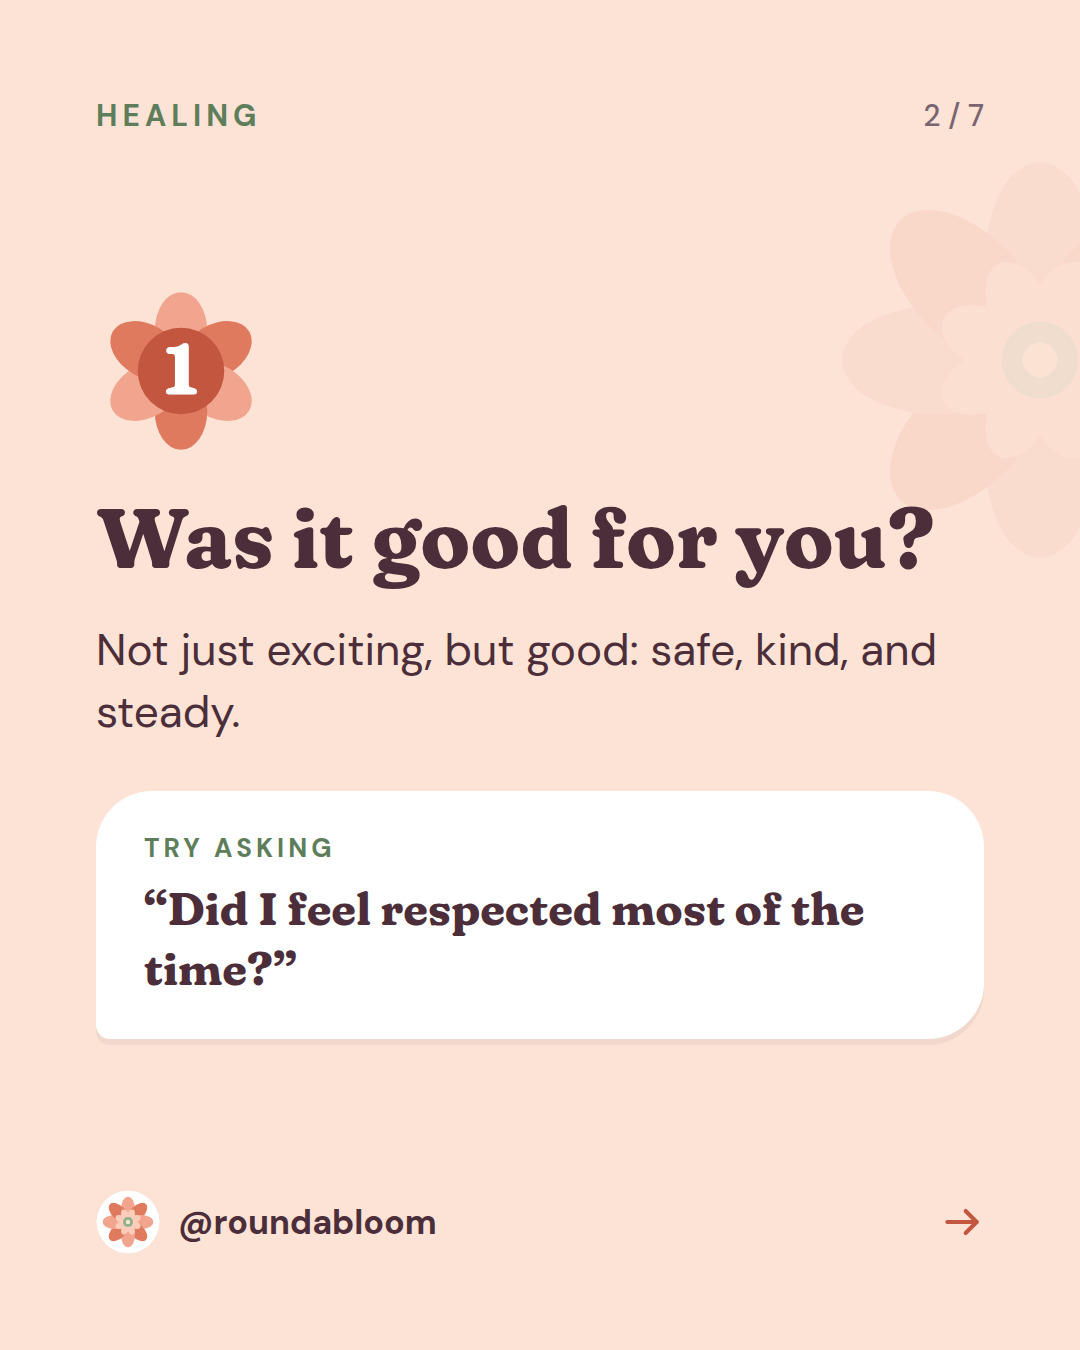 HEALING
2 / 7
1
Was it good for you?
Not just exciting, but good: safe, kind, and
steady.
TRY ASKING
“Did I feel respected most of the
time?”
@roundabloom